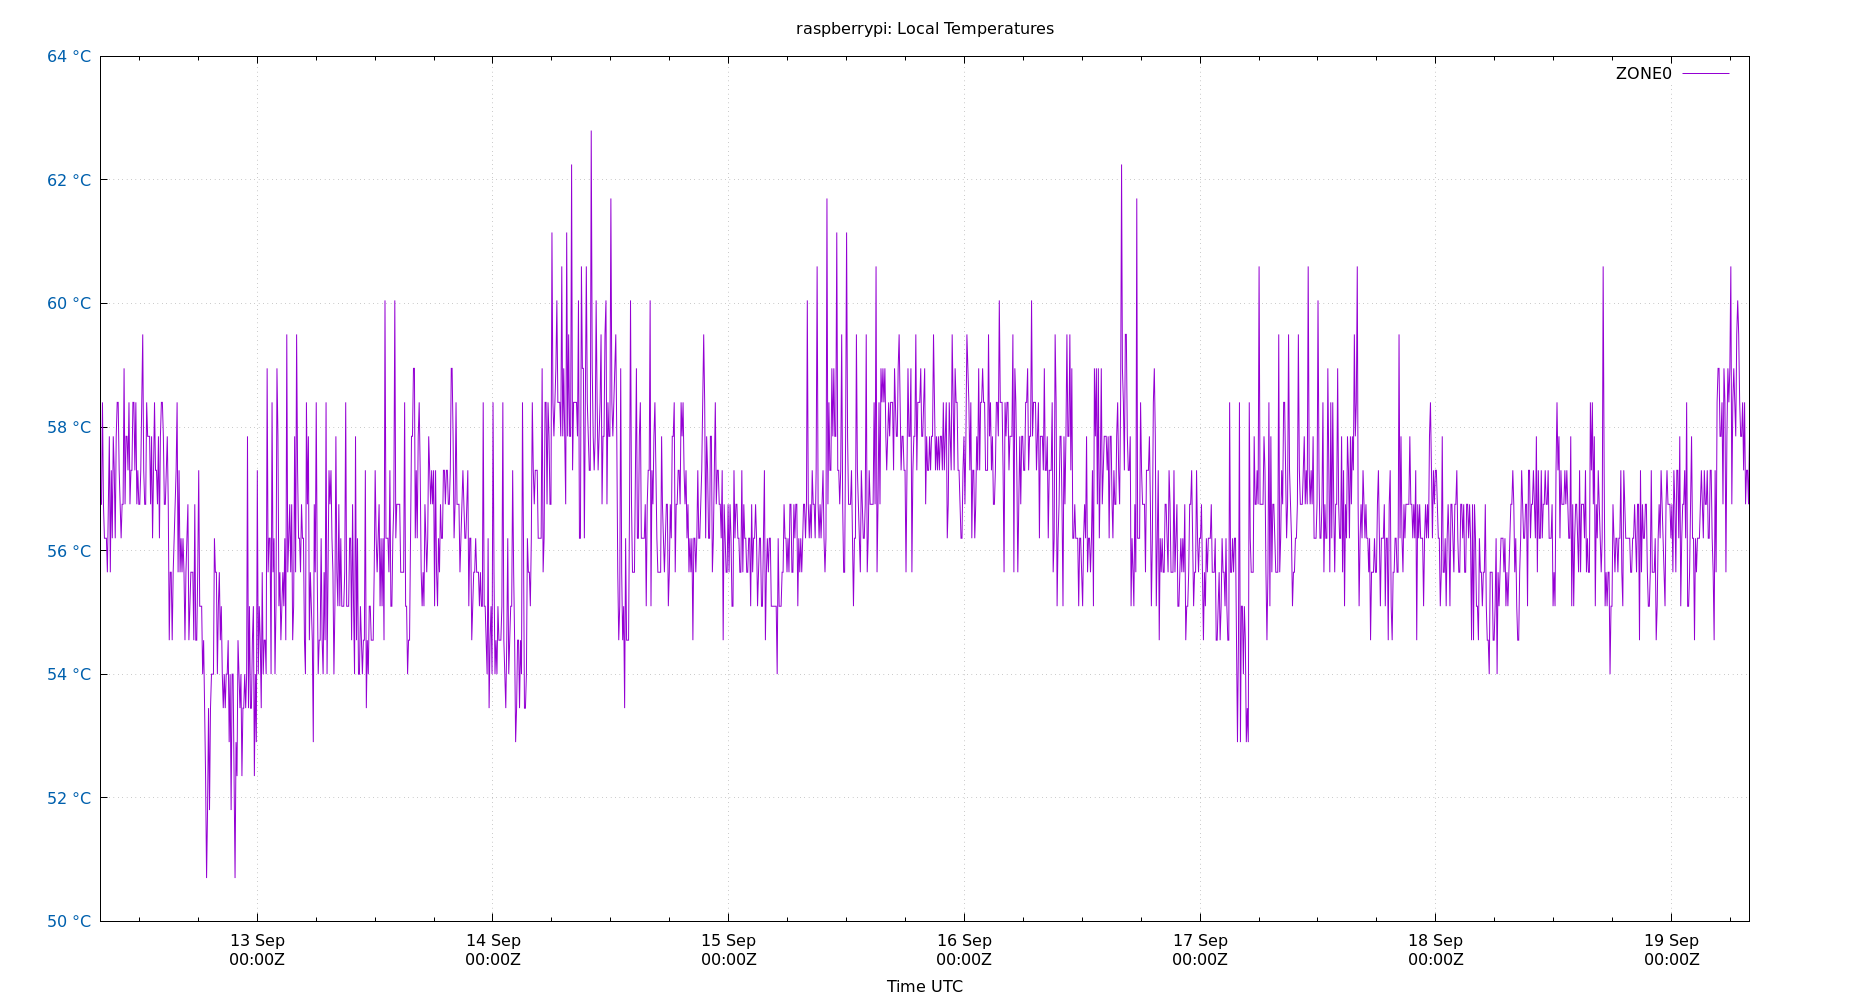 raspberrypi: Local Temperatures
64 °C
ZONE0
62 °C
60 °C
58 °C
56 °C
54 °C
52 °C
50 °C
13 Sep 14 Sep 15 Sep 16 Sep 17 Sep 18 Sep 19 Sep
00:00Z 00:00Z 00:00Z 00:00Z 00:00Z 00:00Z 00:00Z
Time UTC